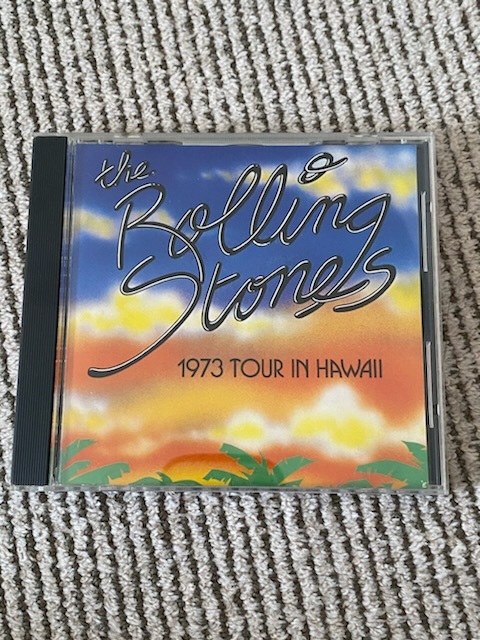 the
Rolling
Stones
1973 TOUR IN HAWAII